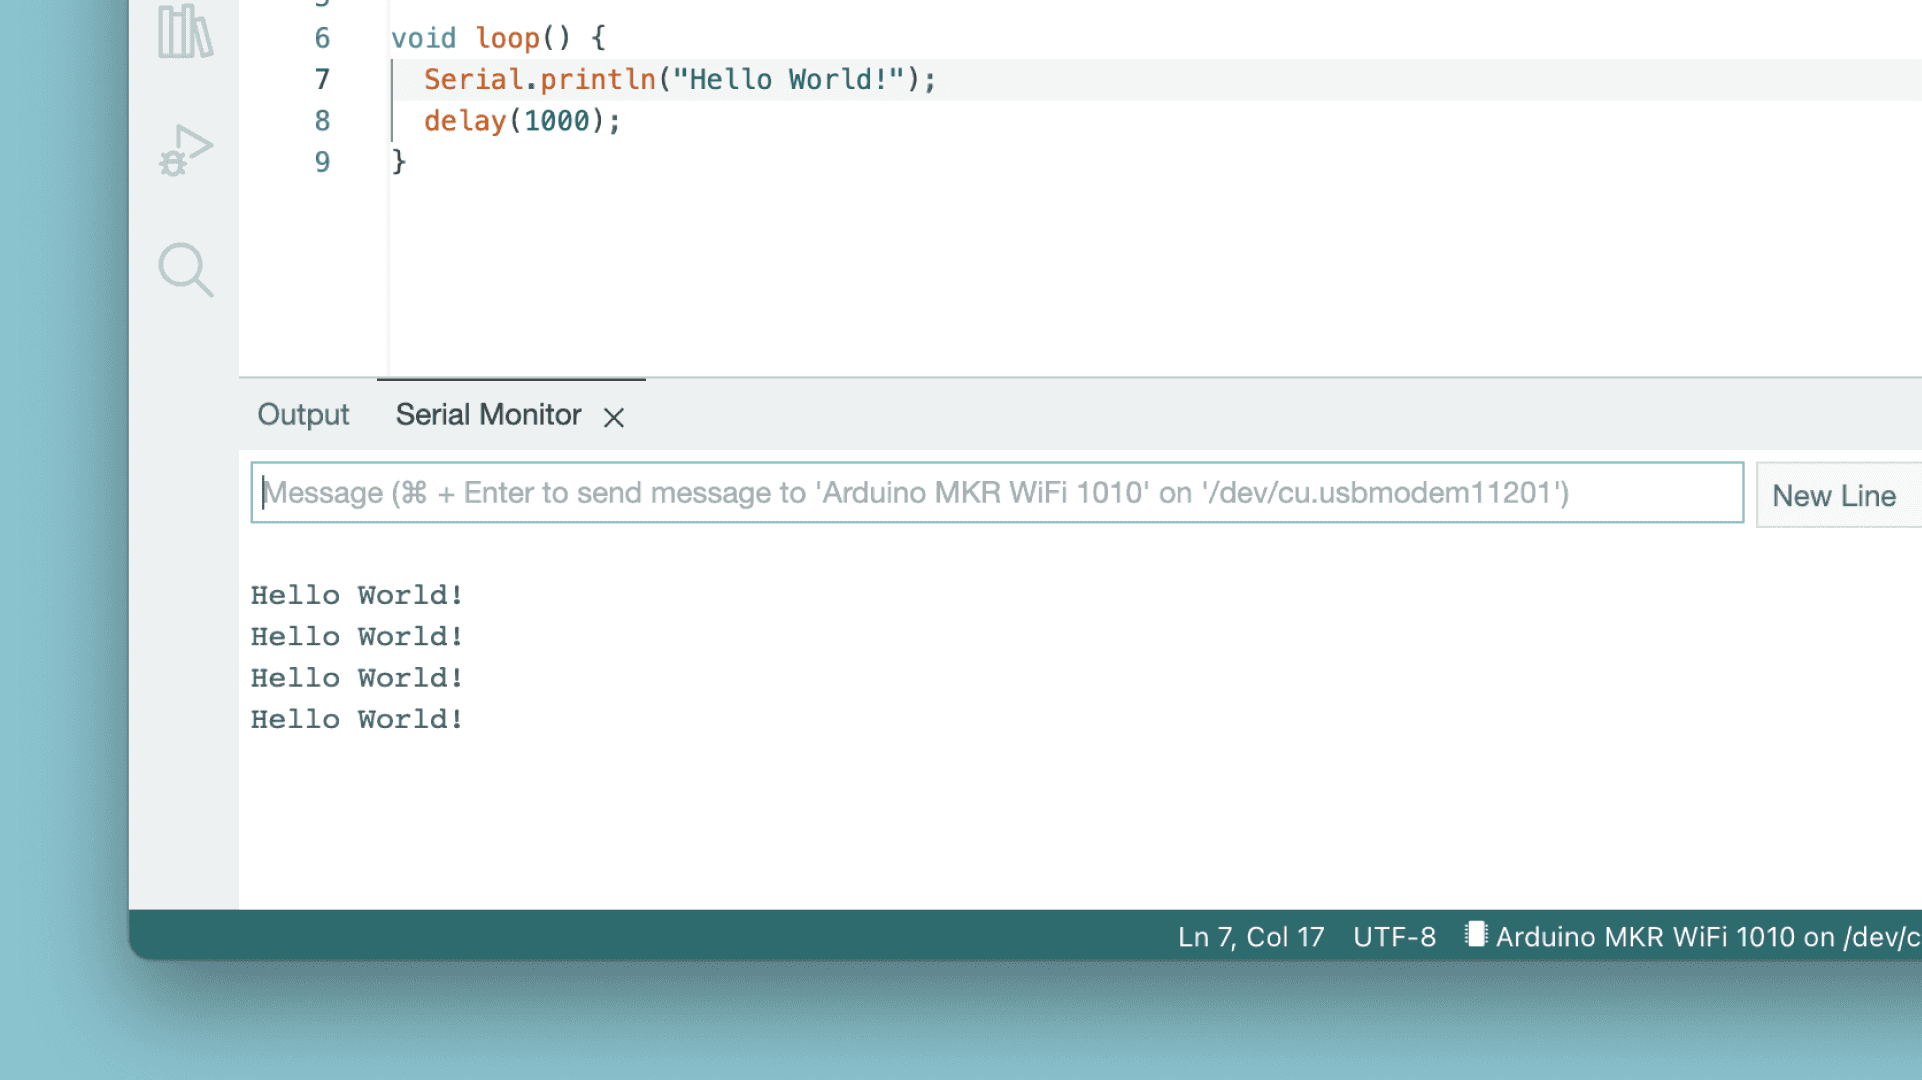 6 void loop() {
7 Serial.println("Hello World!");
8 delay(1000);
9 }
Output Serial Monitor
Message (⌘ + Enter to send message to 'Arduino MKR WiFi 1010' on '/dev/cu.usbmodem11201')
New Line
Hello World!
Hello World!
Hello World!
Hello World!
Ln 7, Col 17 UTF-8 Arduino MKR WiFi 1010 on /dev/c